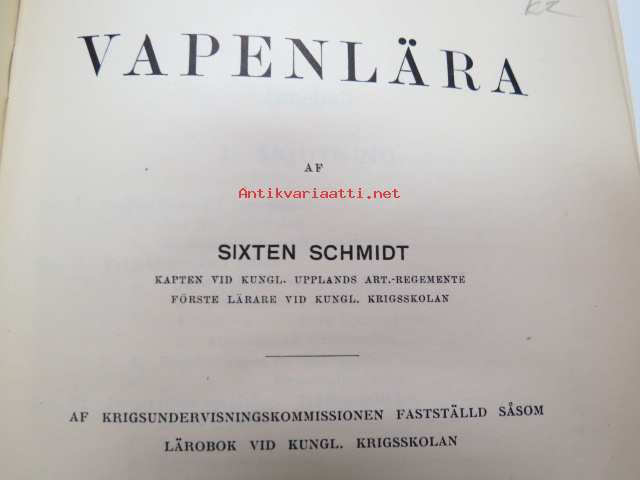 VAPENLÄRA
AF
Antikvariaatti.net
SIXTEN SCHMIDT
KAPTEN VID KUNGL. UPPLANDS ART.-REGEMENTE
FÖRSTE LÄRARE VID KUNGL. KRIGSSKOLAN
AF KRIGSUNDERVISNINGSKOMMISSIONEN FASTSTÄLLD SÅSOM
LÄROBOK VID KUNGL. KRIGSSKOLAN